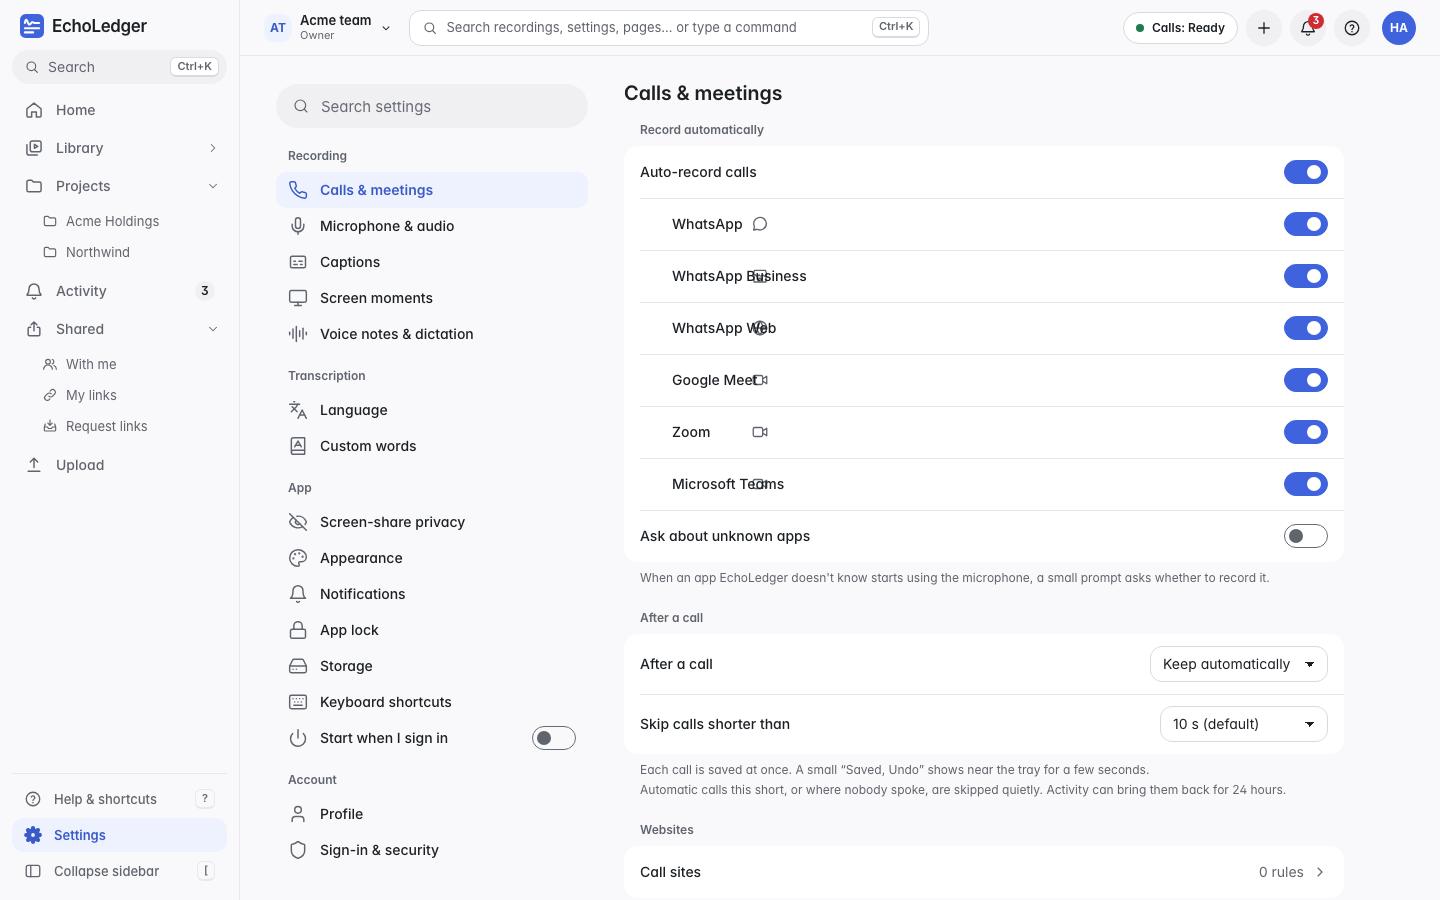 EchoLedger
Search Ctrl+K
Home
Library
Projects
Acme Holdings
Northwind
Activity 3
Shared
With me
My links
Request links
Upload
Help & shortcuts ?
Settings
Collapse sidebar [
AT Acme team
Owner
Search recordings, settings, pages... or type a command Ctrl+K
Calls: Ready
3
HA
Search settings
Recording
Calls & meetings
Microphone & audio
Captions
Screen moments
Voice notes & dictation
Transcription
Language
Custom words
App
Screen-share privacy
Appearance
Notifications
App lock
Storage
Keyboard shortcuts
Start when I sign in
Account
Profile
Sign-in & security
Calls & meetings
Record automatically
Auto-record calls
WhatsApp
WhatsApp Business
WhatsApp Web
Google Meet
Zoom
Microsoft Teams
Ask about unknown apps
When an app EchoLedger doesn't know starts using the microphone, a small prompt asks whether to record it.
After a call
After a call Keep automatically
Skip calls shorter than 10 s (default)
Each call is saved at once. A small “Saved, Undo” shows near the tray for a few seconds.
Automatic calls this short, or where nobody spoke, are skipped quietly. Activity can bring them back for 24 hours.
Websites
Call sites 0 rules